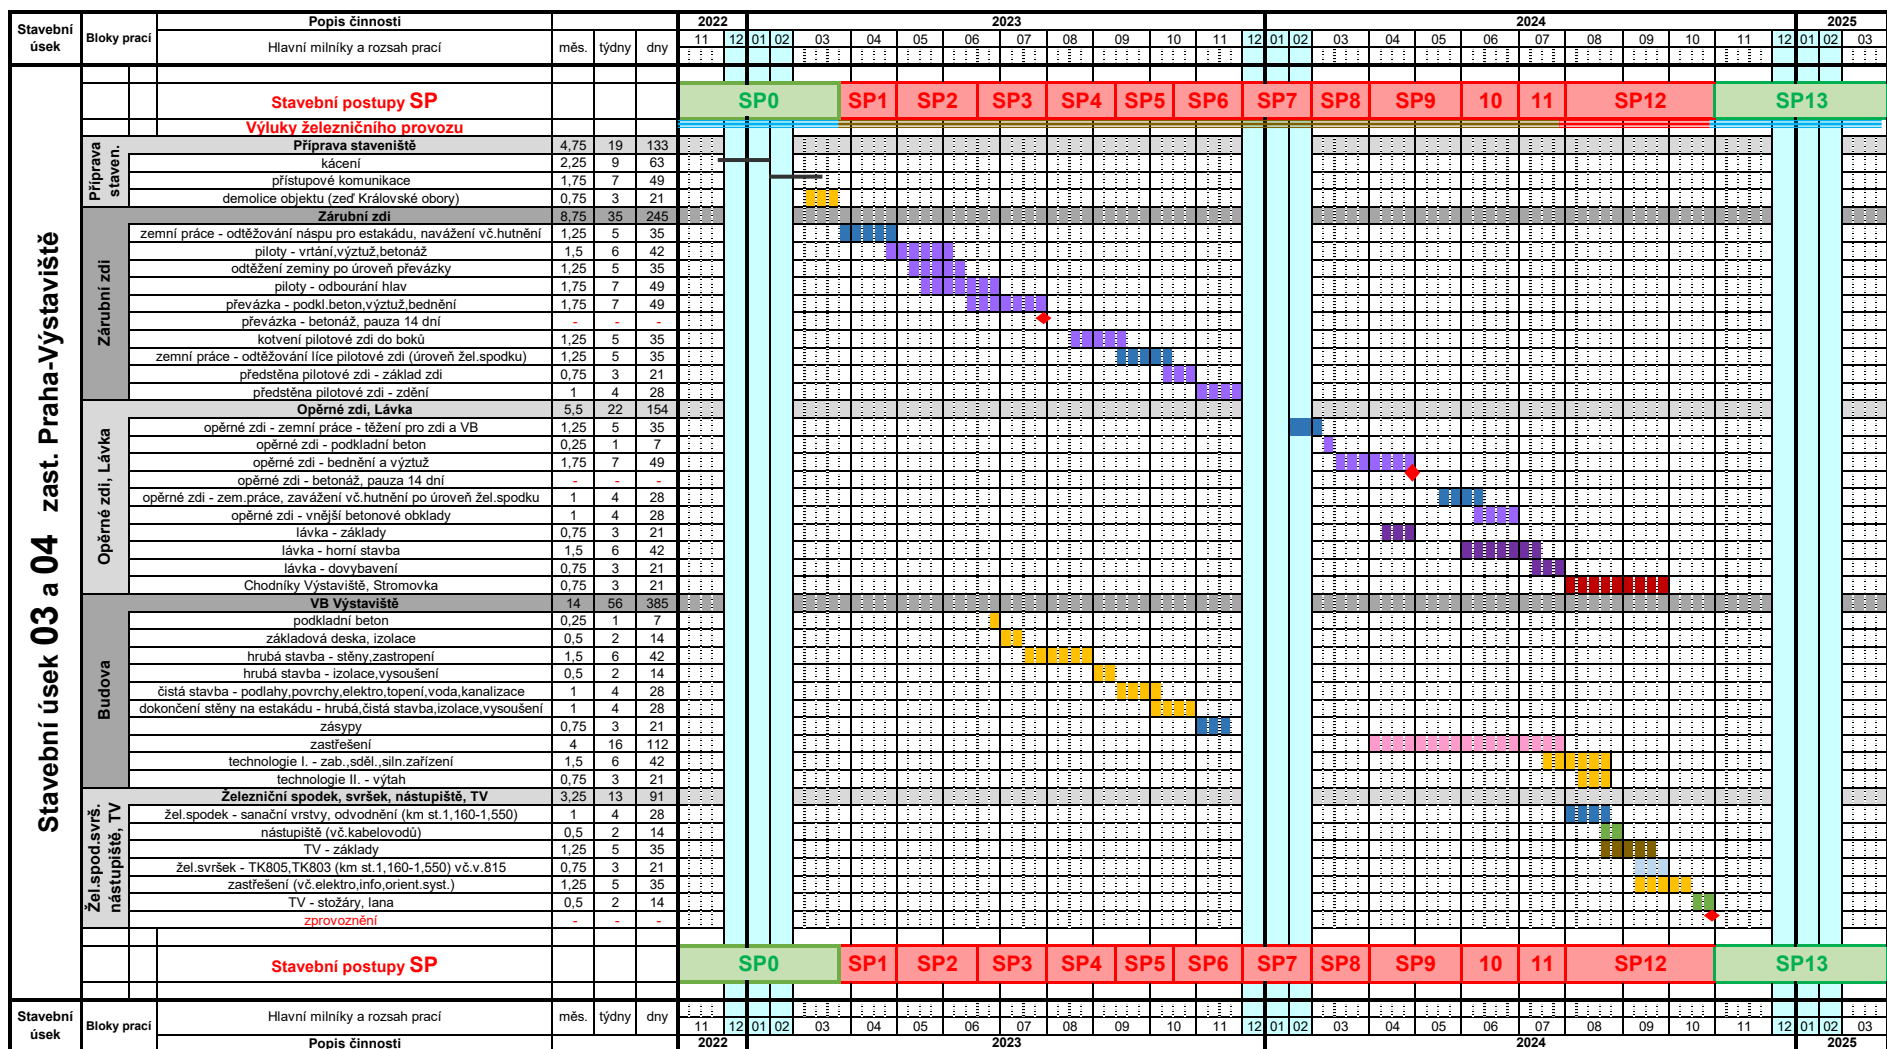 Stavební úsek
Bloky prací
Popis činnosti
Hlavní milníky a rozsah prací
měs. týdny dny
2022 2023 2024 2025
11 12 01 02 03 04 05 06 07 08 09 10 11 12 01 02 03 04 05 06 07 08 09 10 11 12 01 02 03
Stavební úsek 03 a 04 zast. Praha-Výstaviště
Stavební postupy SP
SP0 SP1 SP2 SP3 SP4 SP5 SP6 SP7 SP8 SP9 10 11 SP12 SP13
Výluky železničního provozu
Příprava staven.
Příprava staveniště 4,75 19 133
kácení 2,25 9 63
přístupové komunikace 1,75 7 49
demolice objektu (zeď Královské obory) 0,75 3 21
Zárubní zdi
Zárubní zdi 8,75 35 245
zemní práce - odtěžování náspu pro estakádu, navážení vč.hutnění 1,25 5 35
piloty - vrtání,výztuž,betonáž 1,5 6 42
odtěžení zeminy po úroveň převázky 1,25 5 35
piloty - odbourání hlav 1,75 7 49
převázka - podkl.beton,výztuž,bednění 1,75 7 49
převázka - betonáž, pauza 14 dní - - -
kotvení pilotové zdi do boků 1,25 5 35
zemní práce - odtěžování líce pilotové zdi (úroveň žel.spodku) 1,25 5 35
předstěna pilotové zdi - základ zdi 0,75 3 21
předstěna pilotové zdi - zdění 1 4 28
Opěrné zdi, Lávka
Opěrné zdi, Lávka 5,5 22 154
opěrné zdi - zemní práce - těžení pro zdi a VB 1,25 5 35
opěrné zdi - podkladní beton 0,25 1 7
opěrné zdi - bednění a výztuž 1,75 7 49
opěrné zdi - betonáž, pauza 14 dní - - -
opěrné zdi - zem.práce, zavážení vč.hutnění po úroveň žel.spodku 1 4 28
opěrné zdi - vnější betonové obklady 1 4 28
lávka - základy 0,75 3 21
lávka - horní stavba 1,5 6 42
lávka - dovybavení 0,75 3 21
Chodníky Výstaviště, Stromovka 0,75 3 21
Budova
VB Výstaviště 14 56 385
podkladní beton 0,25 1 7
základová deska, izolace 0,5 2 14
hrubá stavba - stěny,zastropení 1,5 6 42
hrubá stavba - izolace,vysoušení 0,5 2 14
čistá stavba - podlahy,povrchy,elektro,topení,voda,kanalizace 1 4 28
dokončení stěny na estakádu - hrubá,čistá stavba,izolace,vysoušení 1 4 28
zásypy 0,75 3 21
zastřešení 4 16 112
technologie I. - zab.,sděl.,siln.zařízení 1,5 6 42
technologie II. - výtah 0,75 3 21
Žel.spod.svrš. nástupiště, TV
Železniční spodek, svršek, nástupiště, TV 3,25 13 91
žel.spodek - sanační vrstvy, odvodnění (km st.1,160-1,550) 1 4 28
nástupiště (vč.kabelovodů) 0,5 2 14
TV - základy 1,25 5 35
žel.svršek - TK805,TK803 (km st.1,160-1,550) vč.v.815 0,75 3 21
zastřešení (vč.elektro,info,orient.syst.) 1,25 5 35
TV - stožáry, lana 0,5 2 14
zprovoznění - - -
Stavební postupy SP
SP0 SP1 SP2 SP3 SP4 SP5 SP6 SP7 SP8 SP9 10 11 SP12 SP13
Stavební úsek
Bloky prací
Hlavní milníky a rozsah prací
měs. týdny dny
11 12 01 02 03 04 05 06 07 08 09 10 11 12 01 02 03 04 05 06 07 08 09 10 11 12 01 02 03
Popis činnosti
2022 2023 2024 2025